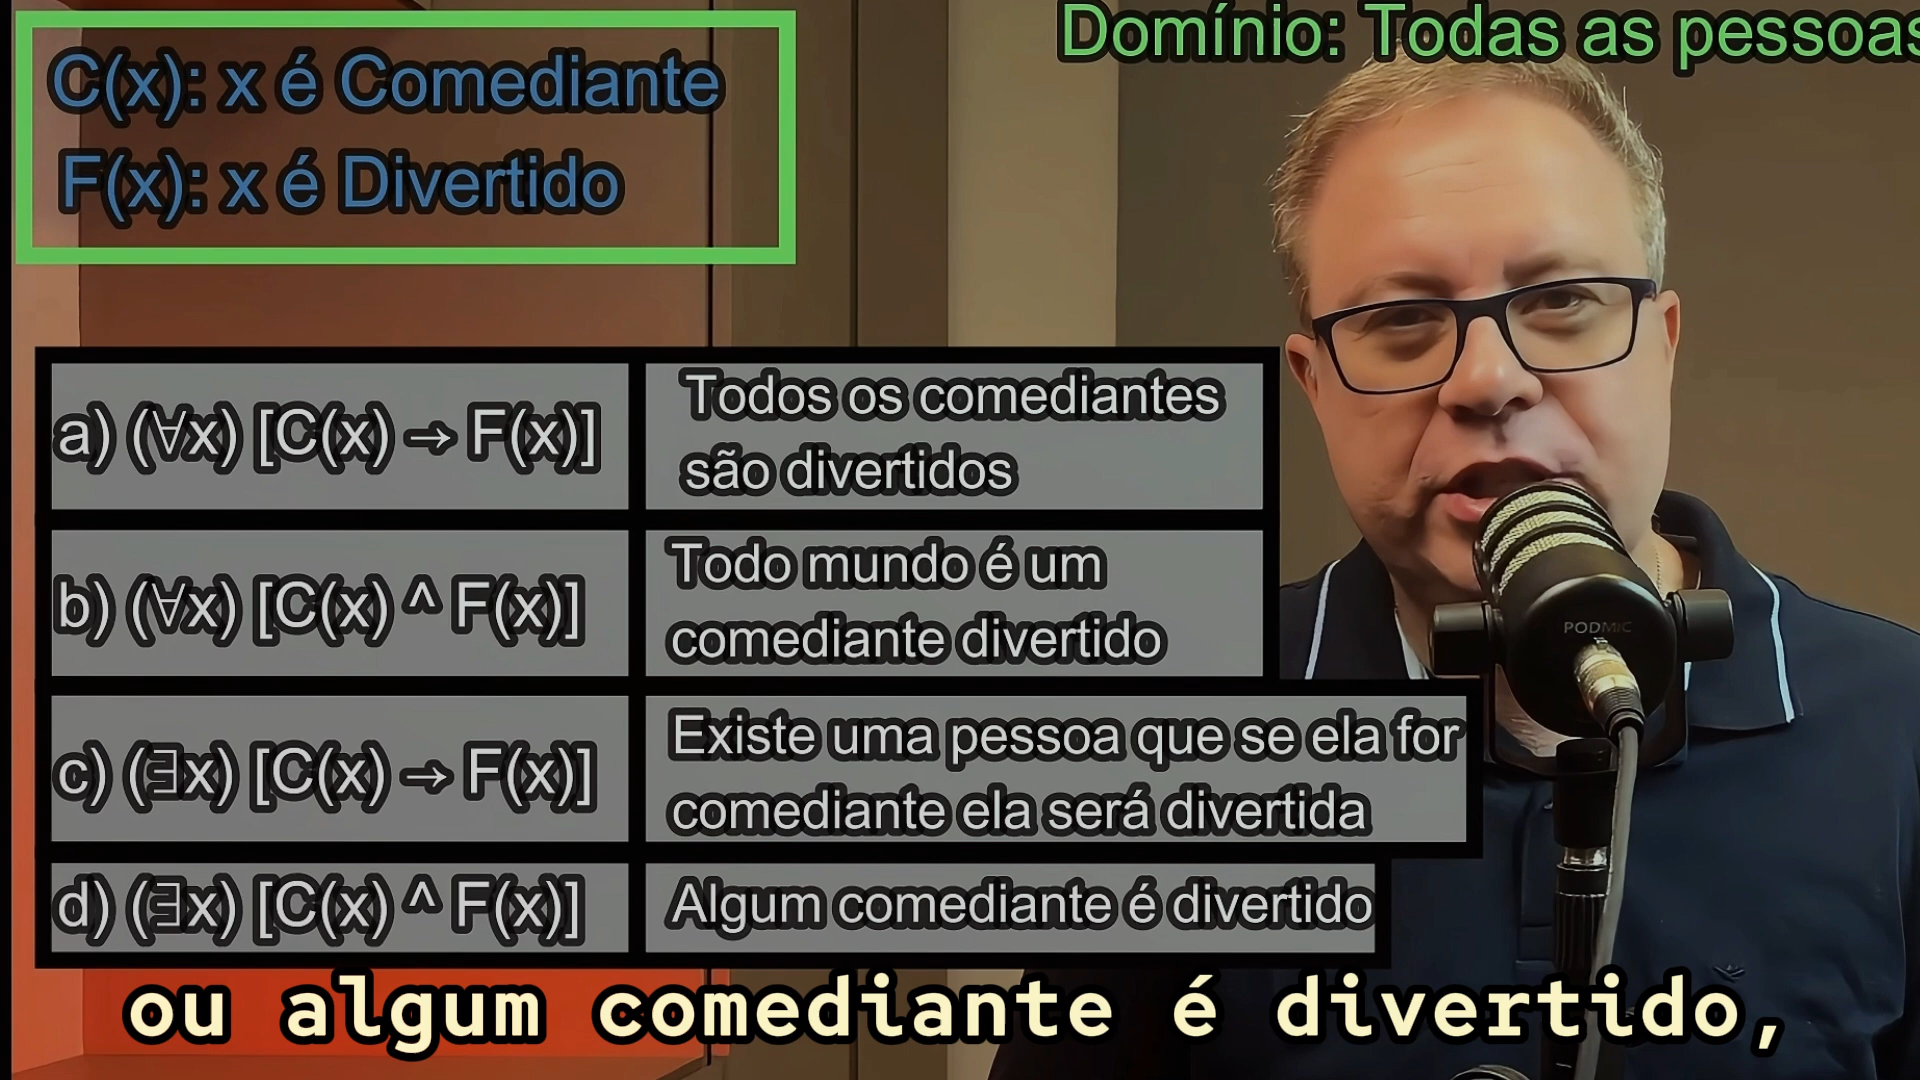 Domínio: Todas as pessoas
C(x): x é Comediante
F(x): x é Divertido
a) (∀x) [C(x) → F(x)]
Todos os comediantes
são divertidos
b) (∀x) [C(x) ^ F(x)]
Todo mundo é um
comediante divertido
c) (∃x) [C(x) → F(x)]
Existe uma pessoa que se ela for
comediante ela será divertida
d) (∃x) [C(x) ^ F(x)]
Algum comediante é divertido
PODMIC
ou algum comediante é divertido,